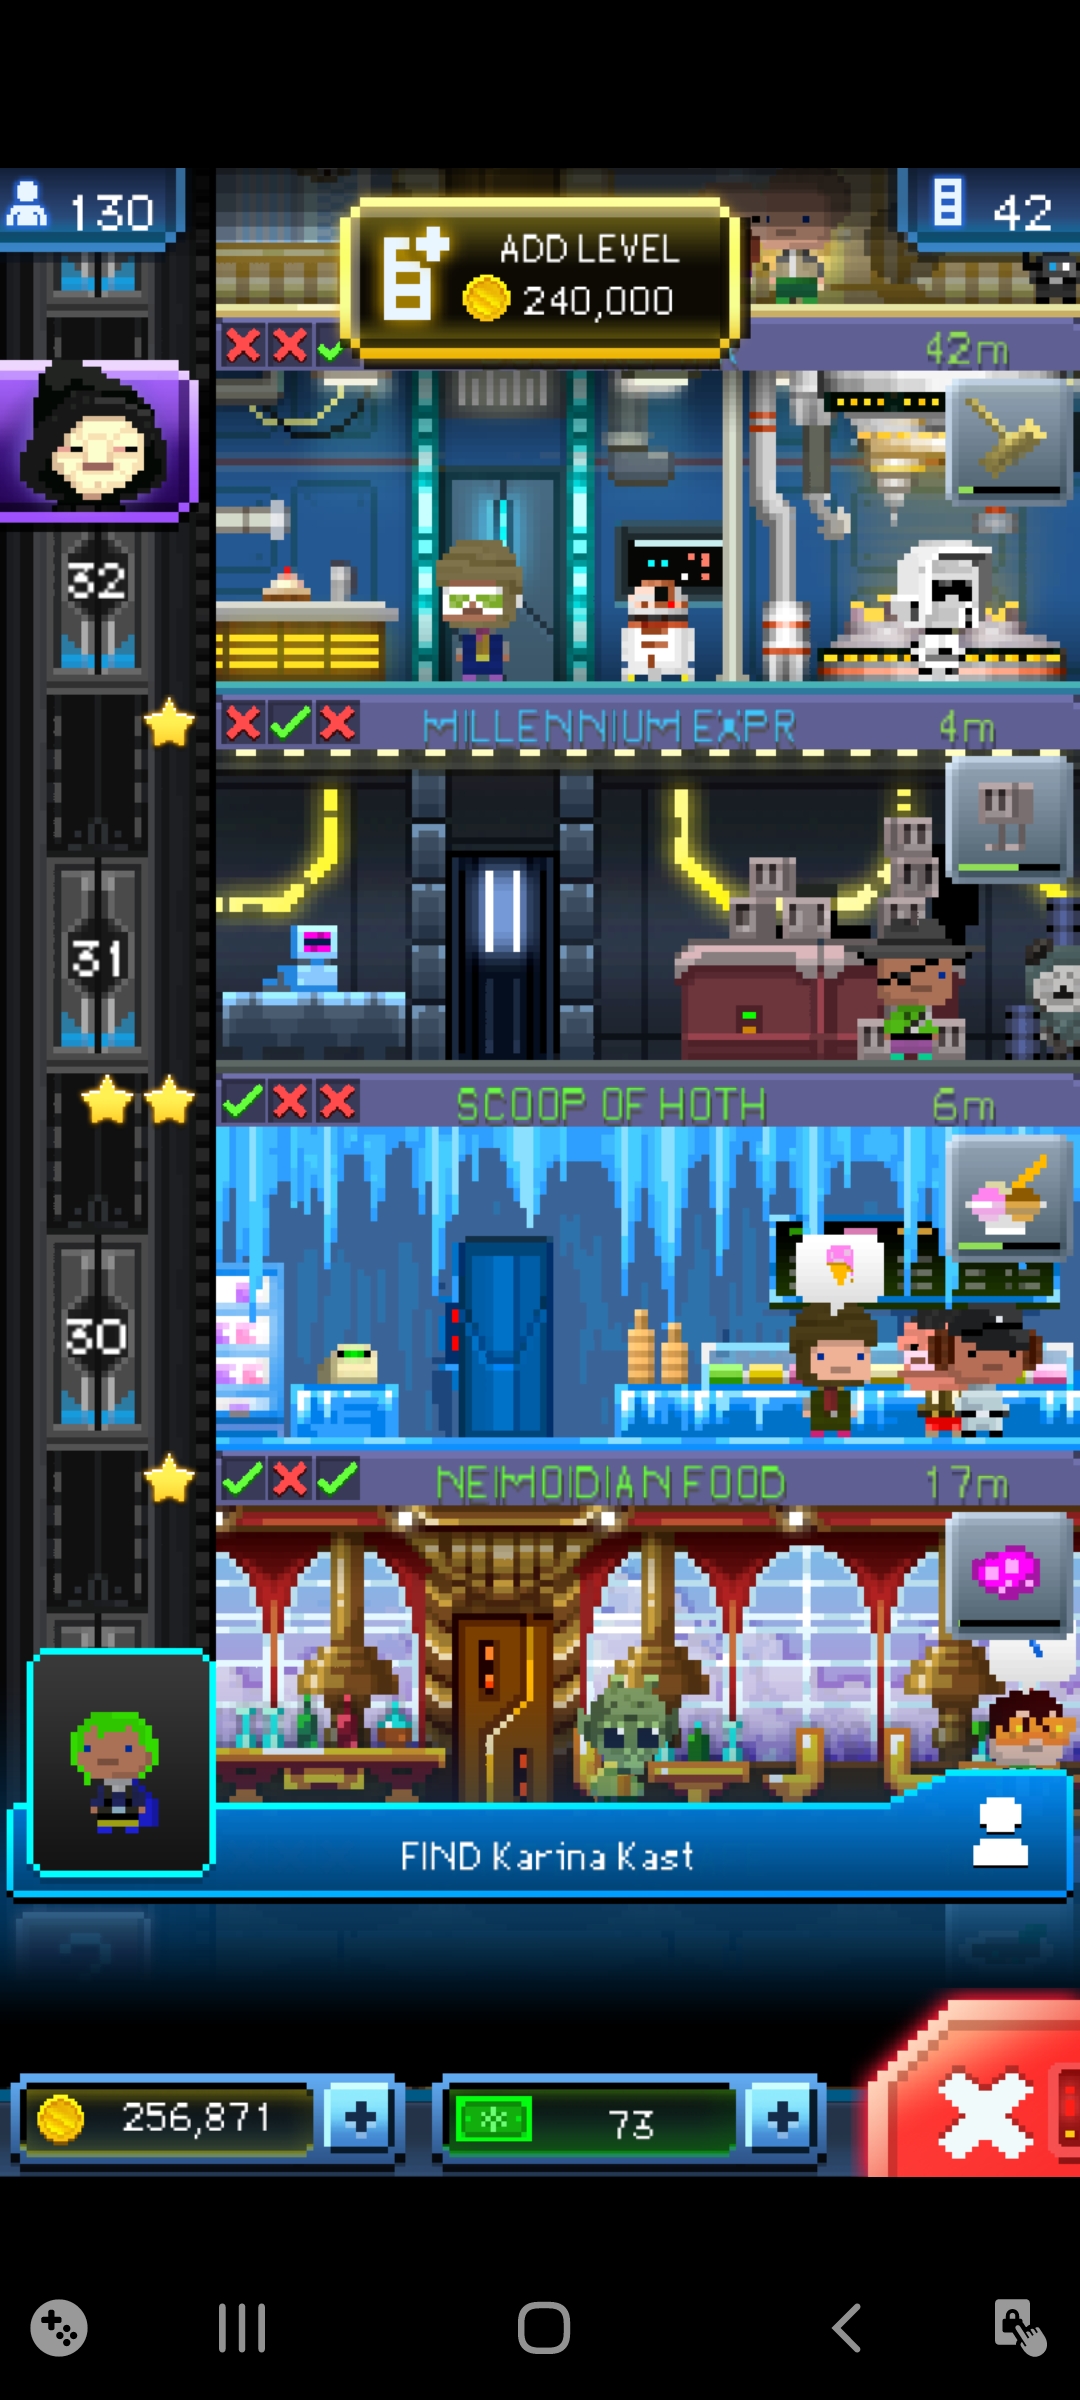 130
ADD LEVEL
240,000
42
42m
32
MILLENNIUM EXPR
4m
31
SCOOP OF HOTH
6m
30
NEIMOIDIAN FOOD
17m
FIND Karina Kast
256,871
73